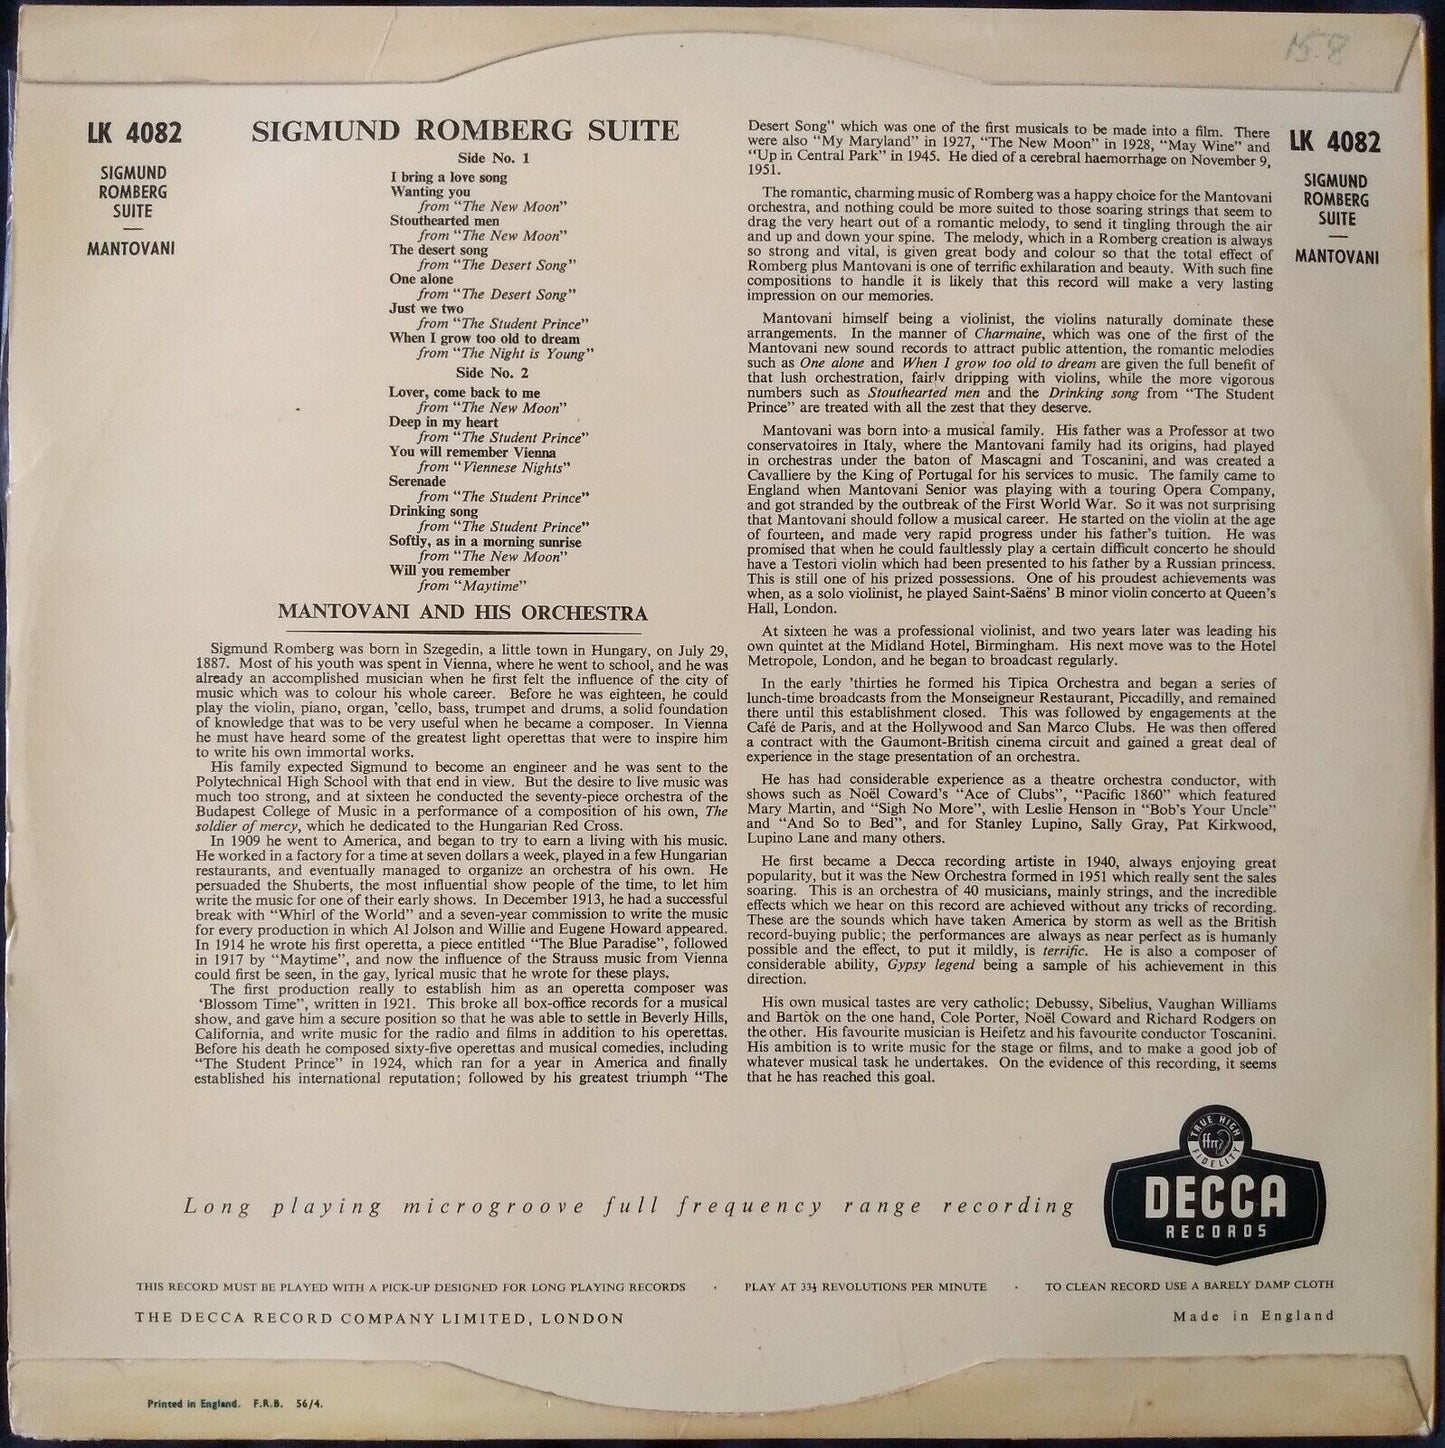 15.8
LK 4082
SIGMUND
ROMBERG
SUITE
—
MANTOVANI
SIGMUND ROMBERG SUITE
Side No. 1
I bring a love song
Wanting you
from "The New Moon"
Stouthearted men
from "The New Moon"
The desert song
from "The Desert Song"
One alone
from "The Desert Song"
Just we two
from "The Student Prince"
When I grow too old to dream
from "The Night is Young"
Side No. 2
Lover, come back to me
from "The New Moon"
Deep in my heart
from "The Student Prince"
You will remember Vienna
from "Viennese Nights"
Serenade
from "The Student Prince"
Drinking song
from "The Student Prince"
Softly, as in a morning sunrise
from "The New Moon"
Will you remember
from "Maytime"
MANTOVANI AND HIS ORCHESTRA
Sigmund Romberg was born in Szegedin, a little town in Hungary, on July 29,
1887. Most of his youth was spent in Vienna, where he went to school, and he was
already an accomplished musician when he first felt the influence of the city of
music which was to colour his whole career. Before he was eighteen, he could
play the violin, piano, organ, 'cello, bass, trumpet and drums, a solid foundation
of knowledge that was to be very useful when he became a composer. In Vienna
he must have heard some of the greatest light operettas that were to inspire him
to write his own immortal works.
His family expected Sigmund to become an engineer and he was sent to the
Polytechnical High School with that end in view. But the desire to live music was
much too strong, and at sixteen he conducted the seventy-piece orchestra of the
Budapest College of Music in a performance of a composition of his own, The
soldier of mercy, which he dedicated to the Hungarian Red Cross.
In 1909 he went to America, and began to try to earn a living with his music.
He worked in a factory for a time at seven dollars a week, played in a few Hungarian
restaurants, and eventually managed to organize an orchestra of his own. He
persuaded the Shuberts, the most influential show people of the time, to let him
write the music for one of their early shows. In December 1913, he had a successful
break with "Whirl of the World" and a seven-year commission to write the music
for every production in which Al Jolson and Willie and Eugene Howard appeared.
In 1914 he wrote his first operetta, a piece entitled "The Blue Paradise", followed
in 1917 by "Maytime", and now the influence of the Strauss music from Vienna
could first be seen, in the gay, lyrical music that he wrote for these plays.
The first production really to establish him as an operetta composer was
'Blossom Time", written in 1921. This broke all box-office records for a musical
show, and gave him a secure position so that he was able to settle in Beverly Hills,
California, and write music for the radio and films in addition to his operettas.
Before his death he composed sixty-five operettas and musical comedies, including
"The Student Prince" in 1924, which ran for a year in America and finally
established his international reputation; followed by his greatest triumph "The
Desert Song" which was one of the first musicals to be made into a film. There
were also "My Maryland" in 1927, "The New Moon" in 1928, "May Wine" and
"Up in Central Park" in 1945. He died of a cerebral haemorrhage on November 9,
1951.
The romantic, charming music of Romberg was a happy choice for the Mantovani
orchestra, and nothing could be more suited to those soaring strings that seem to
drag the very heart out of a romantic melody, to send it tingling through the air
and up and down your spine. The melody, which in a Romberg creation is always
so strong and vital, is given great body and colour so that the total effect of
Romberg plus Mantovani is one of terrific exhilaration and beauty. With such fine
compositions to handle it is likely that this record will make a very lasting
impression on our memories.
Mantovani himself being a violinist, the violins naturally dominate these
arrangements. In the manner of Charmaine, which was one of the first of the
Mantovani new sound records to attract public attention, the romantic melodies
such as One alone and When I grow too old to dream are given the full benefit of
that lush orchestration, fairly dripping with violins, while the more vigorous
numbers such as Stouthearted men and the Drinking song from "The Student
Prince" are treated with all the zest that they deserve.
Mantovani was born into a musical family. His father was a Professor at two
conservatoires in Italy, where the Mantovani family had its origins, had played
in orchestras under the baton of Mascagni and Toscanini, and was created a
Cavalliere by the King of Portugal for his services to music. The family came to
England when Mantovani Senior was playing with a touring Opera Company,
and got stranded by the outbreak of the First World War. So it was not surprising
that Mantovani should follow a musical career. He started on the violin at the age
of fourteen, and made very rapid progress under his father's tuition. He was
promised that when he could faultlessly play a certain difficult concerto he should
have a Testori violin which had been presented to his father by a Russian princess.
This is still one of his prized possessions. One of his proudest achievements was
when, as a solo violinist, he played Saint-Saëns' B minor violin concerto at Queen's
Hall, London.
At sixteen he was a professional violinist, and two years later was leading his
own quintet at the Midland Hotel, Birmingham. His next move was to the Hotel
Metropole, London, and he began to broadcast regularly.
In the early 'thirties he formed his Tipica Orchestra and began a series of
lunch-time broadcasts from the Monseigneur Restaurant, Piccadilly, and remained
there until this establishment closed. This was followed by engagements at the
Café de Paris, and at the Hollywood and San Marco Clubs. He was then offered
a contract with the Gaumont-British cinema circuit and gained a great deal of
experience in the stage presentation of an orchestra.
He has had considerable experience as a theatre orchestra conductor, with
shows such as Noël Coward's "Ace of Clubs", "Pacific 1860" which featured
Mary Martin, and "Sigh No More", with Leslie Henson in "Bob's Your Uncle"
and "And So to Bed", and for Stanley Lupino, Sally Gray, Pat Kirkwood,
Lupino Lane and many others.
He first became a Decca recording artiste in 1940, always enjoying great
popularity, but it was the New Orchestra formed in 1951 which really sent the sales
soaring. This is an orchestra of 40 musicians, mainly strings, and the incredible
effects which we hear on this record are achieved without any tricks of recording.
These are the sounds which have taken America by storm as well as the British
record-buying public; the performances are always as near perfect as is humanly
possible and the effect, to put it mildly, is terrific. He is also a composer of
considerable ability, Gypsy legend being a sample of his achievement in this
direction.
His own musical tastes are very catholic; Debussy, Sibelius, Vaughan Williams
and Bartòk on the one hand, Cole Porter, Noël Coward and Richard Rodgers on
the other. His favourite musician is Heifetz and his favourite conductor Toscanini.
His ambition is to write music for the stage or films, and to make a good job of
whatever musical task he undertakes. On the evidence of this recording, it seems
that he has reached this goal.
LK 4082
SIGMUND
ROMBERG
SUITE
—
MANTOVANI
Long playing microgroove full frequency range recording
TRUE HIGH
ffrr
FIDELITY
DECCA
RECORDS
THIS RECORD MUST BE PLAYED WITH A PICK-UP DESIGNED FOR LONG PLAYING RECORDS · PLAY AT 33⅓ REVOLUTIONS PER MINUTE · TO CLEAN RECORD USE A BARELY DAMP CLOTH
THE DECCA RECORD COMPANY LIMITED, LONDON
Made in England
Printed in England. F.R.B. 56/4.